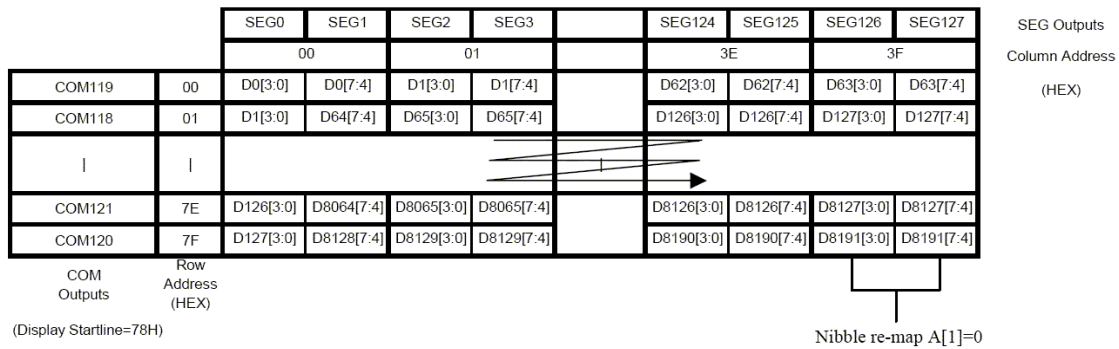 SEG0 SEG1 SEG2 SEG3 SEG124 SEG125 SEG126 SEG127 SEG Outputs
00 01 3E 3F Column Address
(HEX)
COM119 00 D0[3:0] D0[7:4] D1[3:0] D1[7:4] D62[3:0] D62[7:4] D63[3:0] D63[7:4]
COM118 01 D1[3:0] D64[7:4] D65[3:0] D65[7:4] D126[3:0] D126[7:4] D127[3:0] D127[7:4]
| | |
COM121 7E D126[3:0] D8064[7:4] D8065[3:0] D8065[7:4] D8126[3:0] D8126[7:4] D8127[3:0] D8127[7:4]
COM120 7F D127[3:0] D8128[7:4] D8129[3:0] D8129[7:4] D8190[3:0] D8190[7:4] D8191[3:0] D8191[7:4]
COM
Outputs
Row
Address
(HEX)
(Display Startline=78H)
Nibble re-map A[1]=0